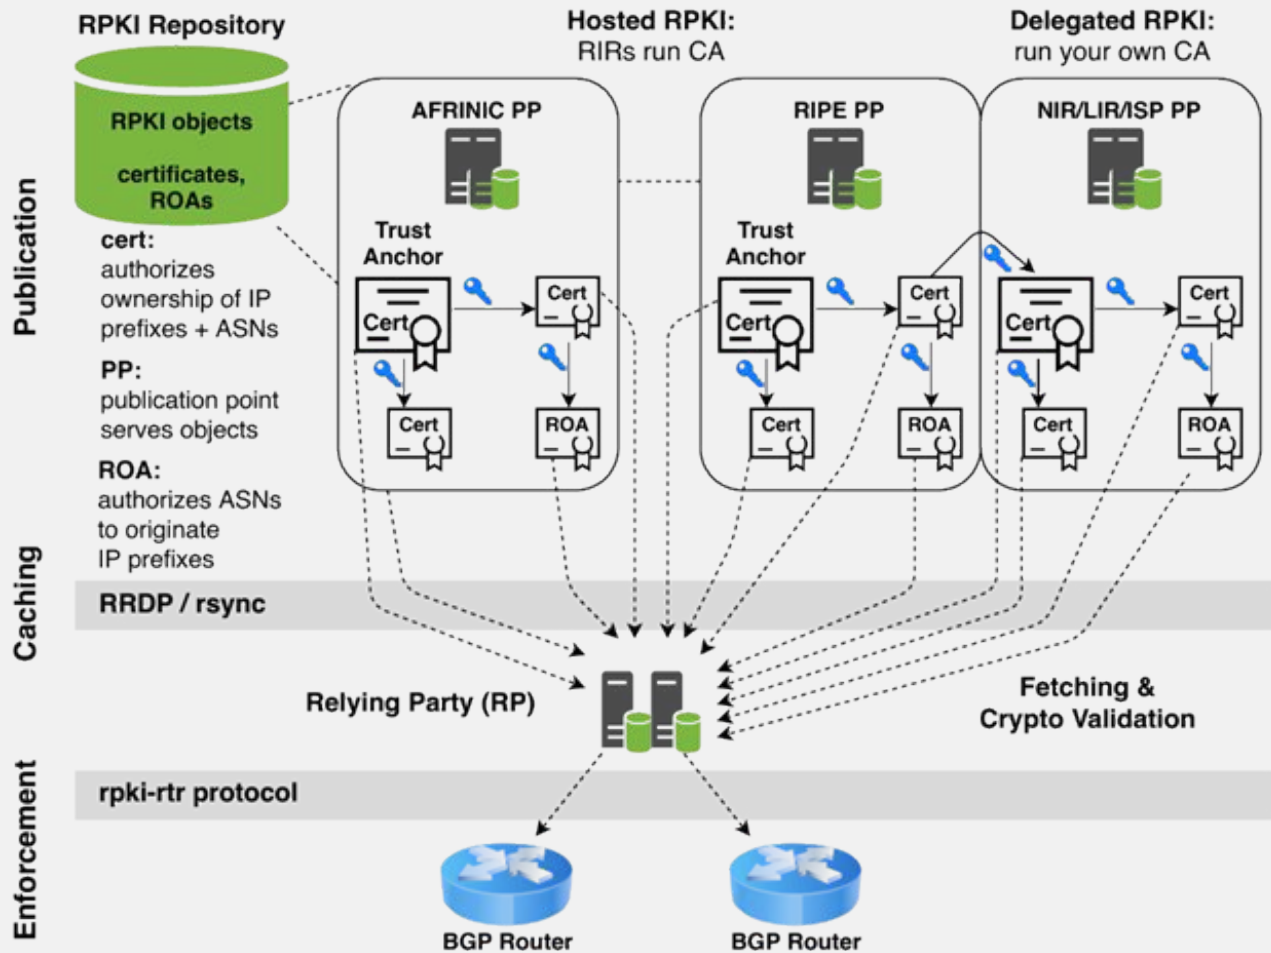 RPKI Repository
Hosted RPKI:
RIRs run CA
Delegated RPKI:
run your own CA
RPKI objects
certificates,
ROAs
AFRINIC PP
RIPE PP
NIR/LIR/ISP PP
Publication
cert:
authorizes
ownership of IP
prefixes + ASNs
PP:
publication point
serves objects
ROA:
authorizes ASNs
to originate
IP prefixes
Trust
Anchor
Cert
Cert
Cert
ROA
Trust
Anchor
Cert
Cert
Cert
ROA
Cert
Cert
Cert
ROA
Caching
RRDP / rsync
Relying Party (RP)
Fetching &
Crypto Validation
Enforcement
rpki-rtr protocol
BGP Router
BGP Router